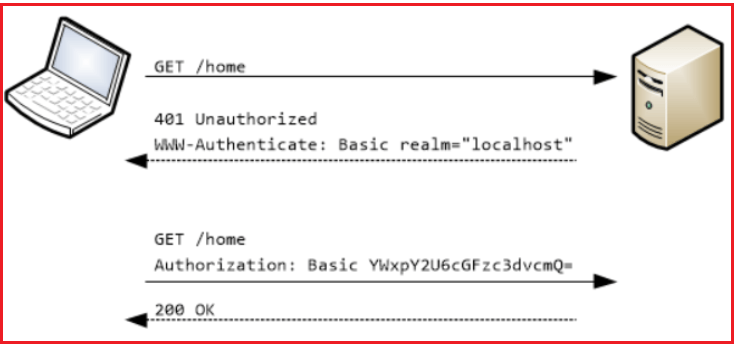 GET /home
401 Unauthorized
WWW-Authenticate: Basic realm="localhost"
GET /home
Authorization: Basic YWxpY2U6cGFzc3dvcmQ=
200 OK